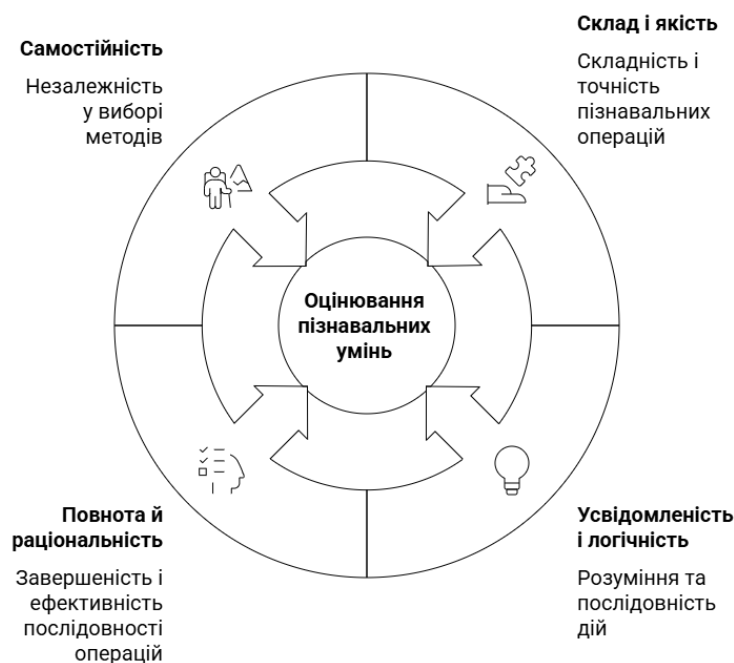 Самостійність
Незалежність
у виборі
методів
Склад і якість
Складність і
точність
пізнавальних
операцій
Оцінювання
пізнавальних
умінь
Повнота й
раціональність
Завершеність і
ефективність
послідовності
операцій
Усвідомленість
і логічність
Розуміння та
послідовність
дій